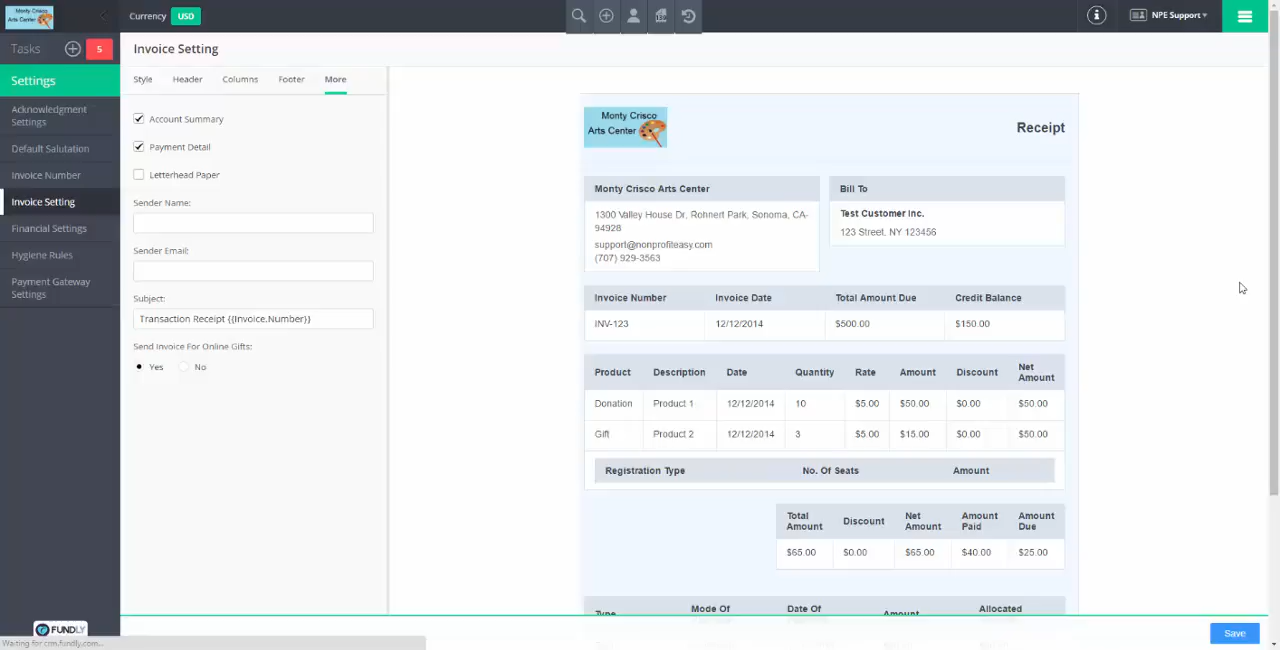 Monty Crisco
Arts Center
Currency USD
NPE Support
Tasks 5
Settings
Acknowledgment
Settings
Default Salutation
Invoice Number
Invoice Setting
Financial Settings
Hygiene Rules
Payment Gateway
Settings
FUNDLY
Waiting for crm.fundly.com...
Invoice Setting
Style Header Columns Footer More
Account Summary
Payment Detail
Letterhead Paper
Sender Name:
Sender Email:
Subject:
Transaction Receipt {{Invoice.Number}}
Send Invoice For Online Gifts:
Yes No
Monty Crisco
Arts Center
Receipt
Monty Crisco Arts Center
1300 Valley House Dr, Rohnert Park, Sonoma, CA-
94928
support@nonprofiteasy.com
(707) 929-3563
Bill To
Test Customer Inc.
123 Street, NY 123456
Invoice Number Invoice Date Total Amount Due Credit Balance
INV-123 12/12/2014 $500.00 $150.00
Product Description Date Quantity Rate Amount Discount Net
Amount
Donation Product 1 12/12/2014 10 $5.00 $50.00 $0.00 $50.00
Gift Product 2 12/12/2014 3 $5.00 $15.00 $0.00 $50.00
Registration Type No. Of Seats Amount
Total
Amount Discount Net
Amount Amount
Paid Amount
Due
$65.00 $0.00 $65.00 $40.00 $25.00
Type Mode Of Date Of Amount Allocated
Save